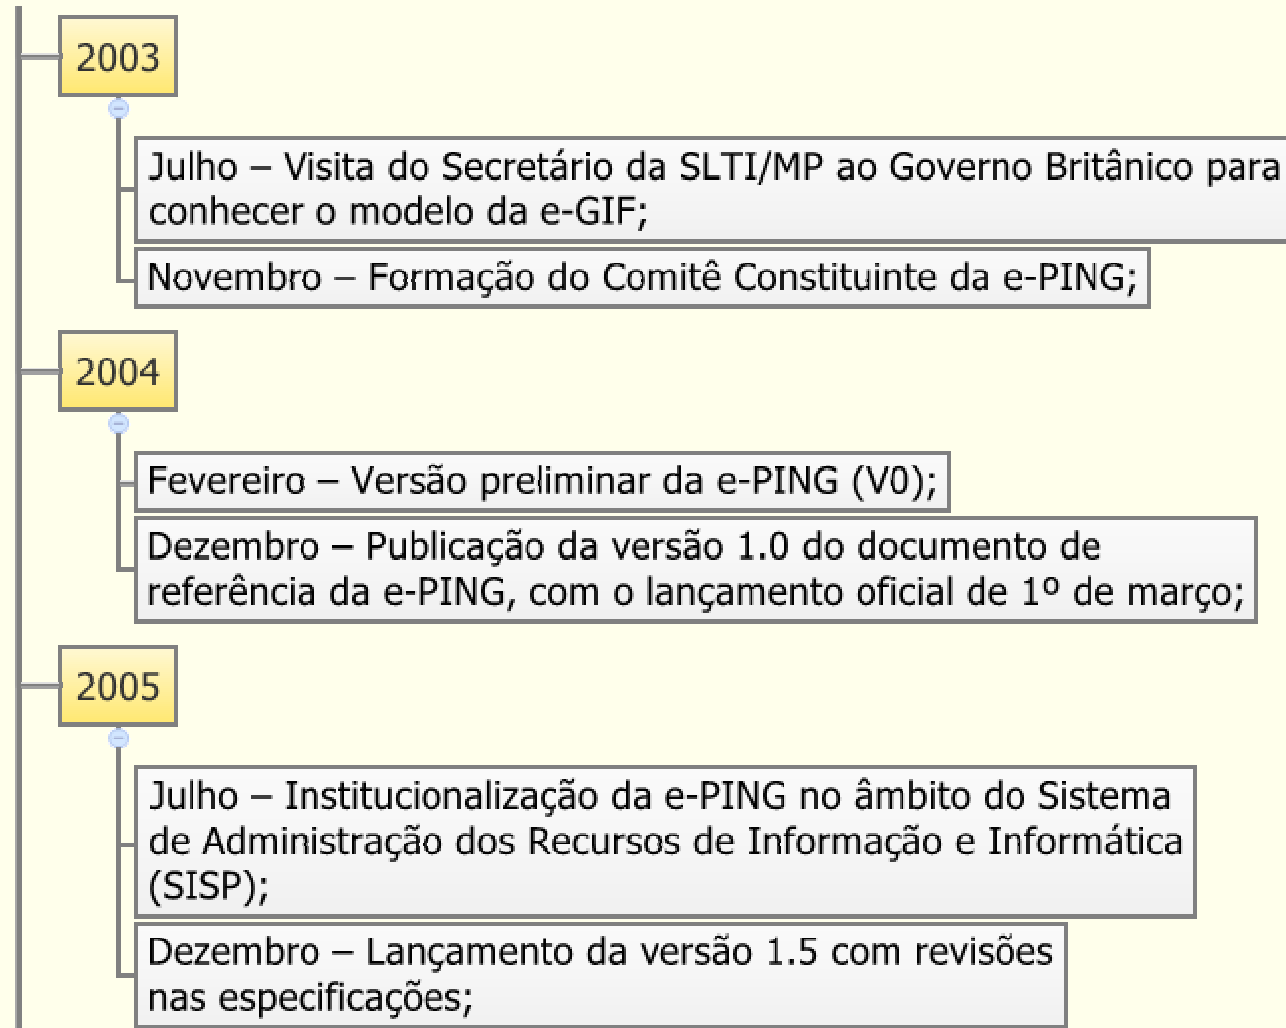 2003
Julho – Visita do Secretário da SLTI/MP ao Governo Britânico para
conhecer o modelo da e-GIF;
Novembro – Formação do Comitê Constituinte da e-PING;
2004
Fevereiro – Versão preliminar da e-PING (V0);
Dezembro – Publicação da versão 1.0 do documento de
referência da e-PING, com o lançamento oficial de 1º de março;
2005
Julho – Institucionalização da e-PING no âmbito do Sistema
de Administração dos Recursos de Informação e Informática
(SISP);
Dezembro – Lançamento da versão 1.5 com revisões
nas especificações;